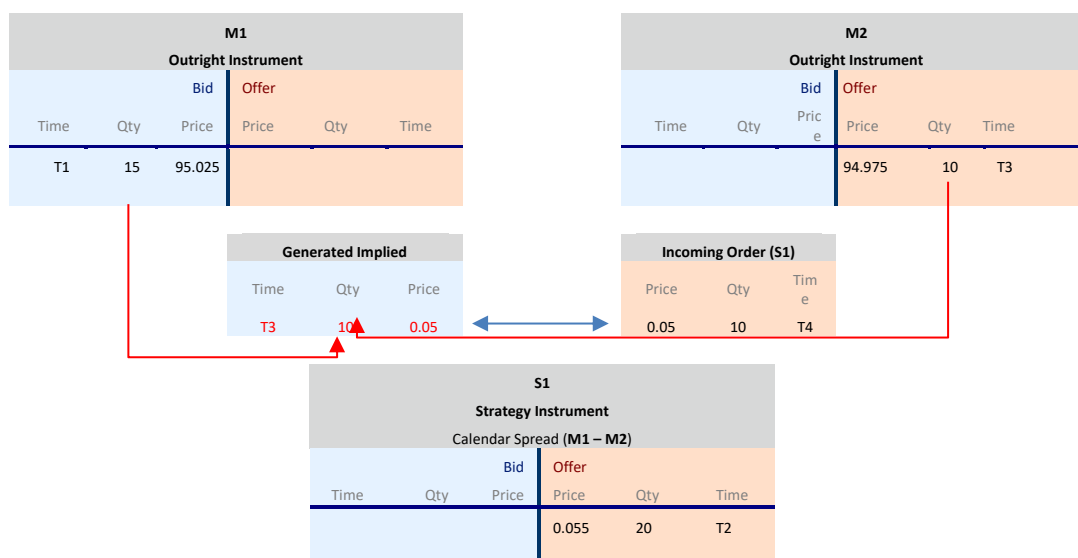 M1
Outright Instrument
Bid Offer
Time Qty Price Price Qty Time
T1 15 95.025
M2
Outright Instrument
Bid Offer
Time Qty Pric
e Price Qty Time
94.975 10 T3
Generated Implied
Time Qty Price
T3 10 0.05
Incoming Order (S1)
Price Qty Tim
e
0.05 10 T4
S1
Strategy Instrument
Calendar Spread (M1 – M2)
Bid Offer
Time Qty Price Price Qty Time
0.055 20 T2